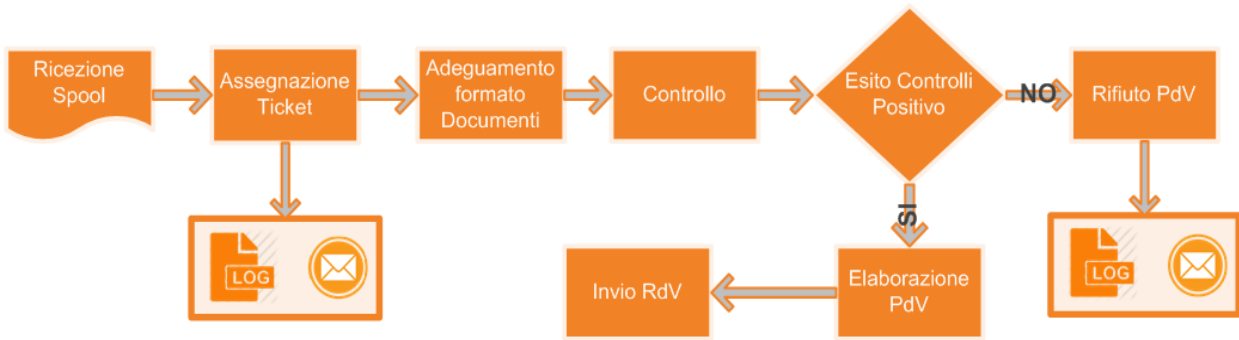 Ricezione
Spool
Assegnazione
Ticket
Adeguamento
formato
Documenti
Controllo
Esito Controlli
Positivo
NO
Rifiuto PdV
SI
LOG
Invio RdV
Elaborazione
PdV
LOG